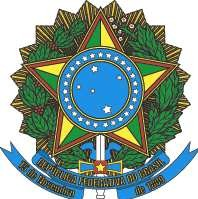 REPÚBLICA FEDERATIVA DO BRASIL
15 de Novembro de 1889